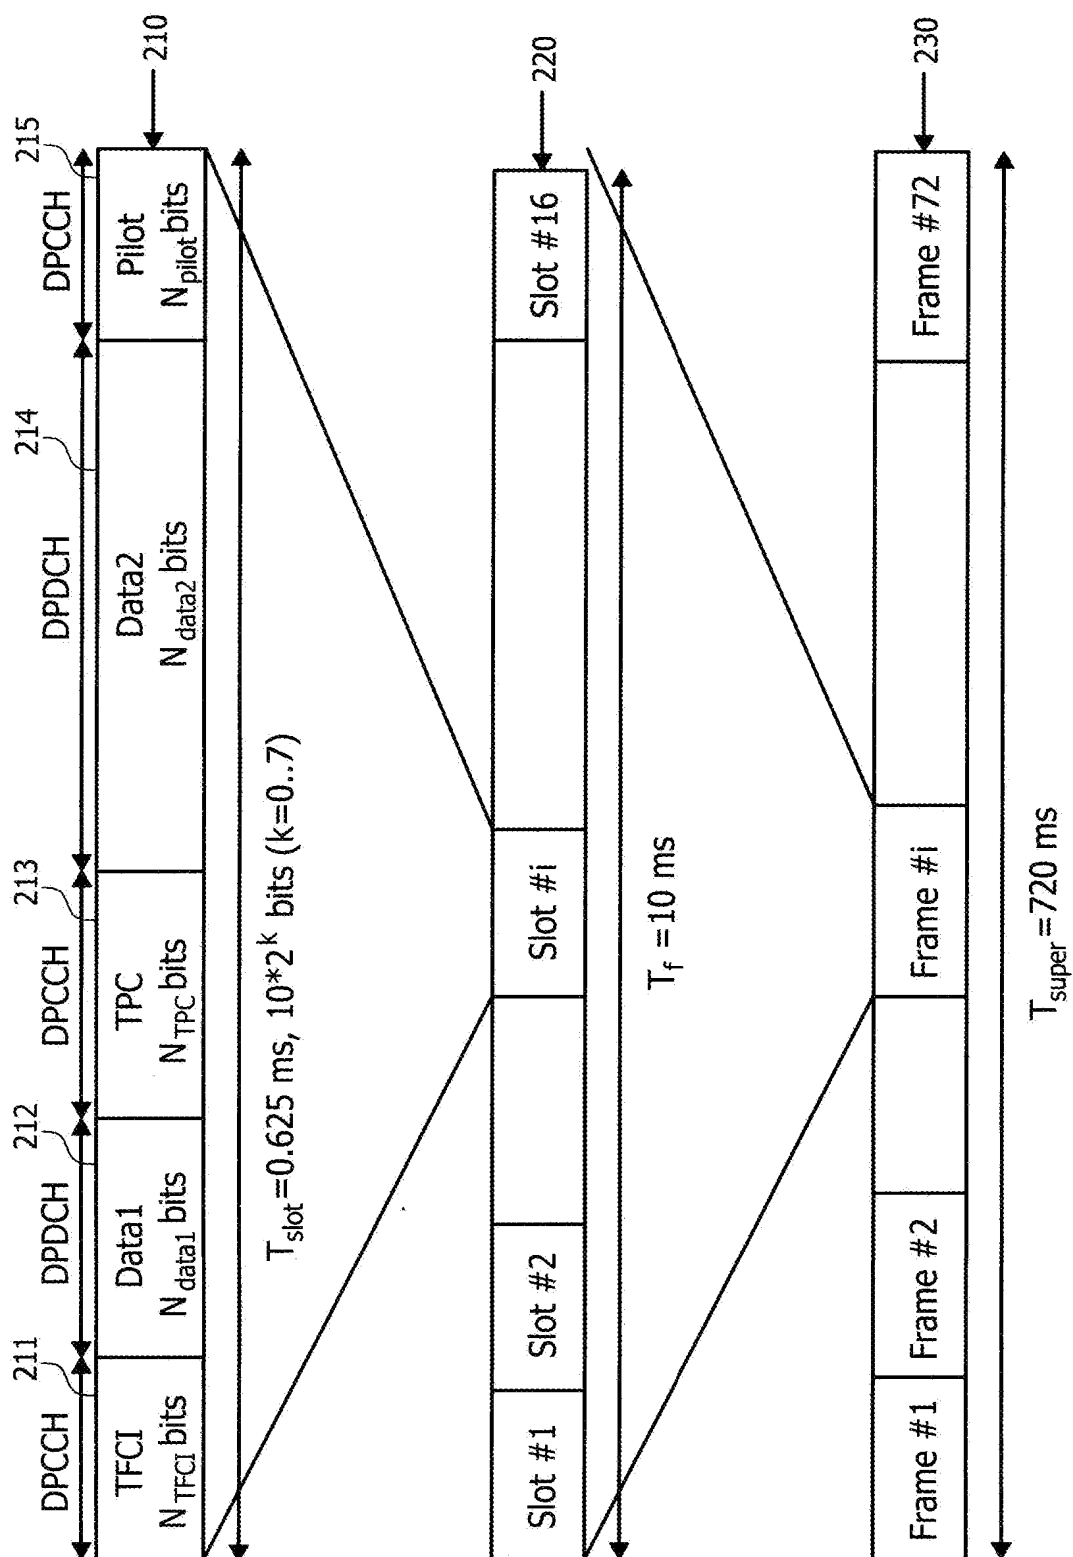 DPCCH DPDCH DPCCH DPDCH DPCCH
211 212 213 214 215
TFCI Data1 TPC Data2 Pilot
N_TFCI bits N_data1 bits N_TPC bits N_data2 bits N_pilot bits
210
T_slot=0.625 ms, 10*2^k bits (k=0..7)
Slot #1 Slot #2 Slot #i Slot #16
220
T_f =10 ms
Frame #1 Frame #2 Frame #i Frame #72
230
T_super=720 ms